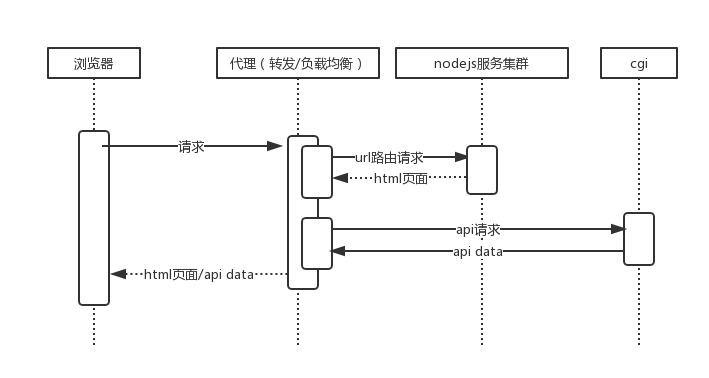 浏览器
代理（转发/负载均衡）
nodejs服务集群
cgi
请求
url路由请求
html页面
api请求
api data
html页面/api data